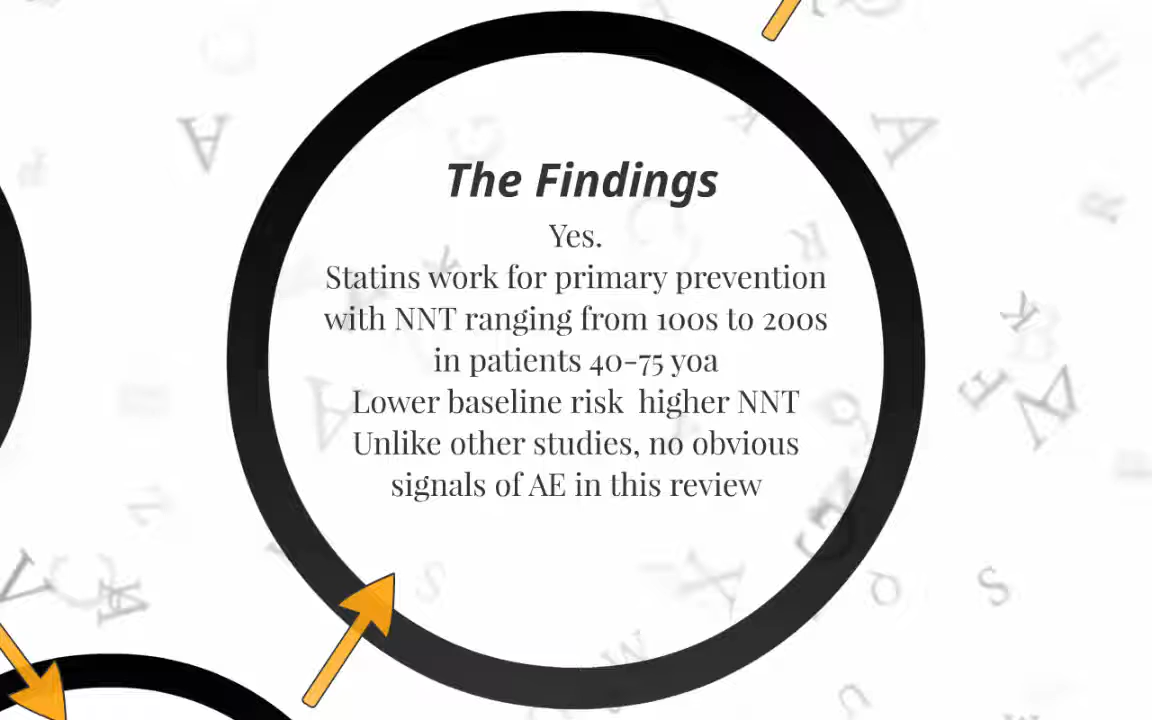 The Findings
Yes.
Statins work for primary prevention
with NNT ranging from 100s to 200s
in patients 40-75 yoa
Lower baseline risk  higher NNT
Unlike other studies, no obvious
signals of AE in this review